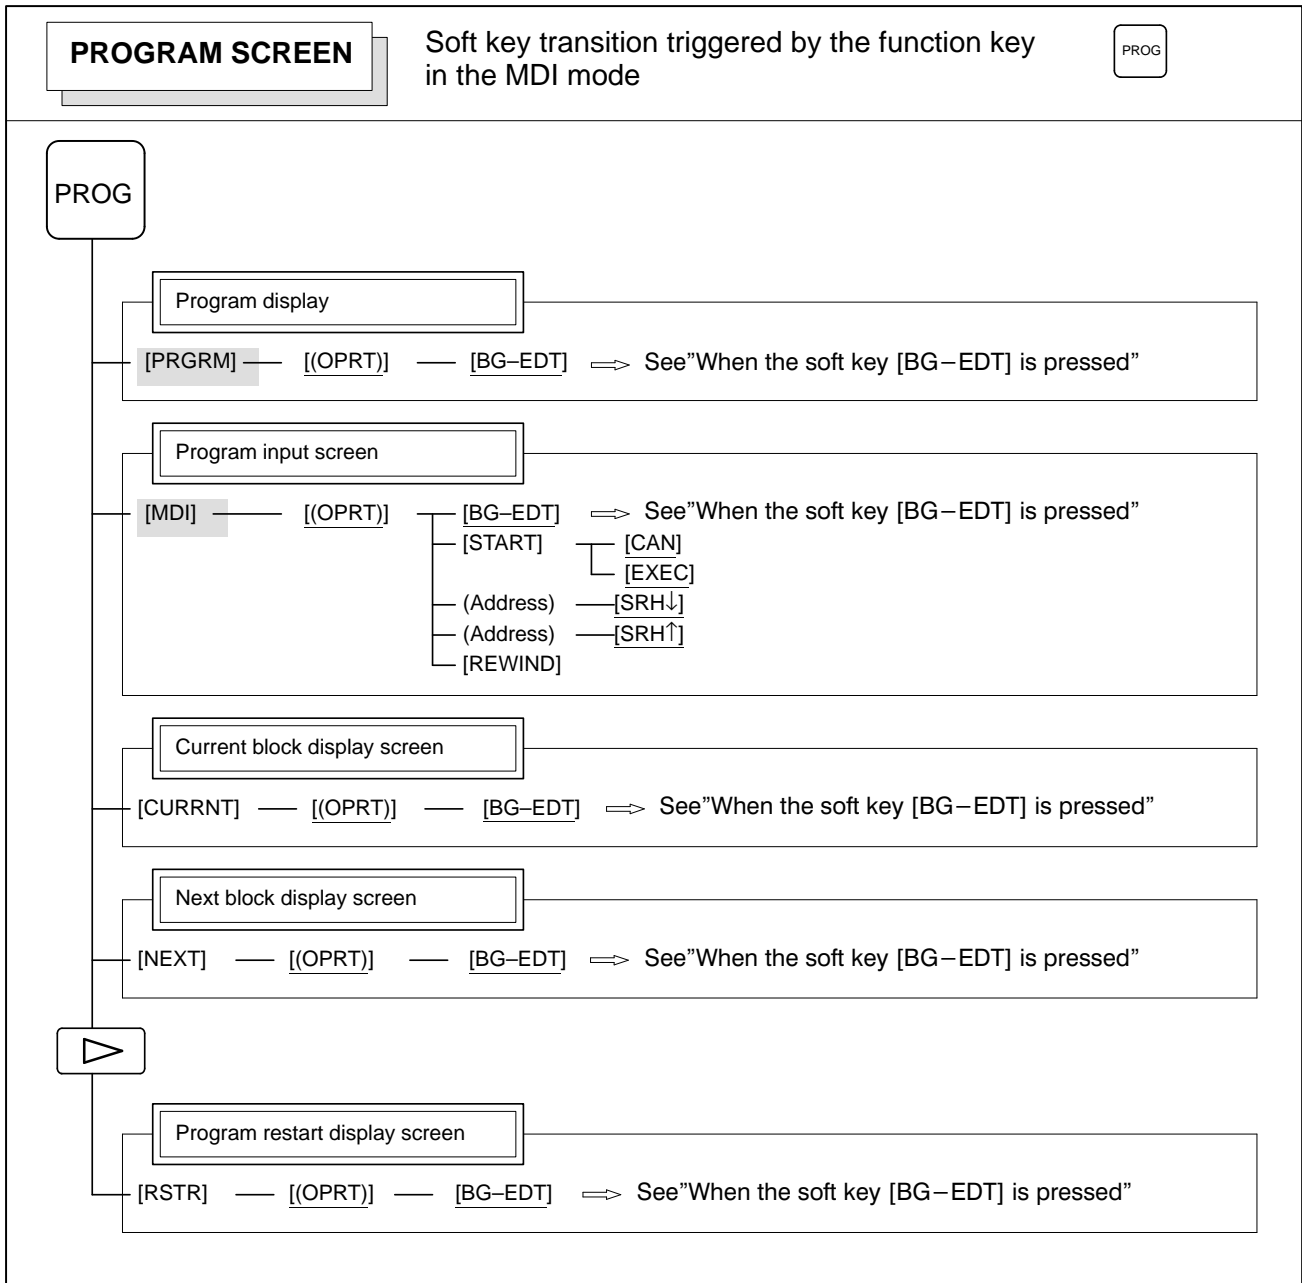 PROGRAM SCREEN
Soft key transition triggered by the function key
in the MDI mode
PROG
PROG
Program display
[PRGRM] [(OPRT)] [BG–EDT] See”When the soft key [BG−EDT] is pressed”
Program input screen
[MDI] [(OPRT)] [BG–EDT] See”When the soft key [BG−EDT] is pressed”
[START] [CAN]
[EXEC]
(Address) [SRH↓]
(Address) [SRH↑]
[REWIND]
Current block display screen
[CURRNT] [(OPRT)] [BG–EDT] See”When the soft key [BG−EDT] is pressed”
Next block display screen
[NEXT] [(OPRT)] [BG–EDT] See”When the soft key [BG−EDT] is pressed”
Program restart display screen
[RSTR] [(OPRT)] [BG–EDT] See”When the soft key [BG−EDT] is pressed”